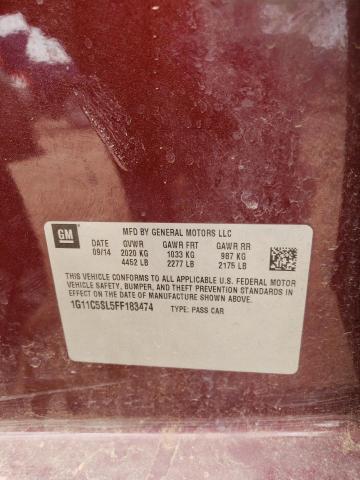 GM
MFD BY GENERAL MOTORS LLC
DATE GVWR GAWR FRT GAWR RR
09/14 2020 KG 1033 KG 987 KG
4452 LB 2277 LB 2175 LB
THIS VEHICLE CONFORMS TO ALL APPLICABLE U.S. FEDERAL MOTOR
VEHICLE SAFETY, BUMPER, AND THEFT PREVENTION STANDARDS IN
EFFECT ON THE DATE OF MANUFACTURE SHOWN ABOVE.
1G11C5SL5FF183474 TYPE: PASS CAR